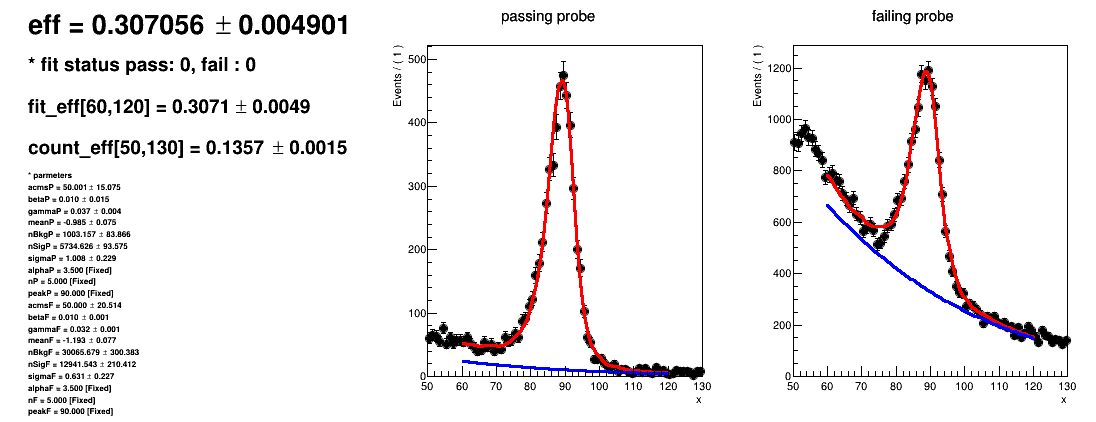 eff = 0.307056 ± 0.004901
* fit status pass: 0, fail : 0
fit_eff[60,120] = 0.3071 ± 0.0049
count_eff[50,130] = 0.1357 ± 0.0015
* parmeters
acmsP = 50.001 ± 15.075
betaP = 0.010 ± 0.015
gammaP = 0.037 ± 0.004
meanP = -0.985 ± 0.075
nBkgP = 1003.157 ± 83.866
nSigP = 5734.626 ± 93.575
sigmaP = 1.008 ± 0.229
alphaP = 3.500 [Fixed]
nP = 5.000 [Fixed]
peakP = 90.000 [Fixed]
acmsF = 50.000 ± 20.514
betaF = 0.010 ± 0.001
gammaF = 0.032 ± 0.001
meanF = -1.193 ± 0.077
nBkgF = 30065.679 ± 300.383
nSigF = 12941.543 ± 210.412
sigmaF = 0.631 ± 0.227
alphaF = 3.500 [Fixed]
nF = 5.000 [Fixed]
peakF = 90.000 [Fixed]
passing probe
Events / ( 1 )
500
400
300
200
100
0
50 60 70 80 90 100 110 120 130
x
failing probe
Events / ( 1 )
1200
1000
800
600
400
200
0
50 60 70 80 90 100 110 120 130
x